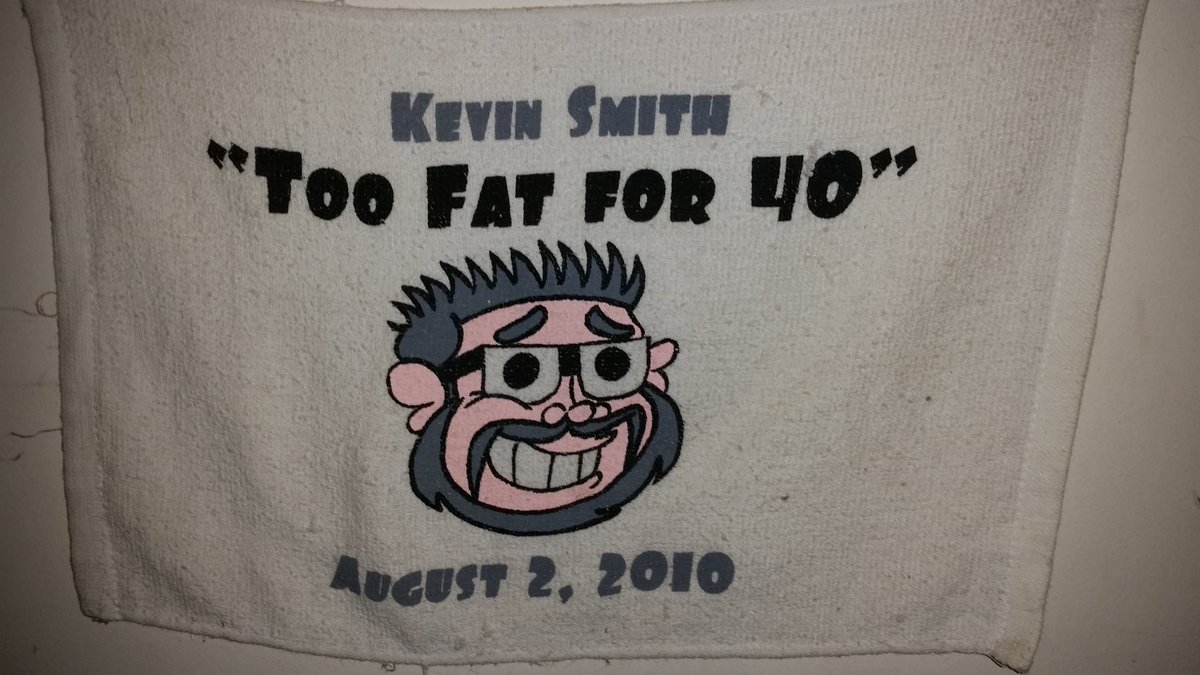 Kevin Smith
“Too Fat for 40”
August 2, 2010